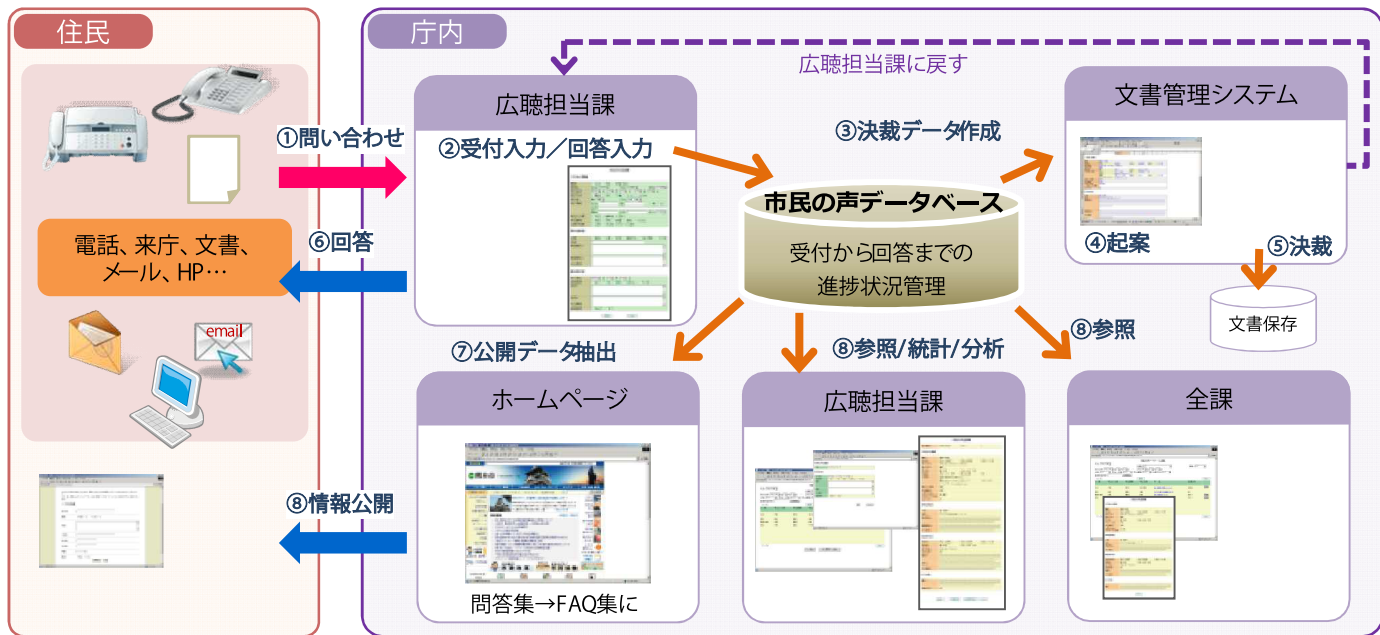 住民
電話、来庁、文書、
メール、HP…
email
①問い合わせ
⑥回答
⑧情報公開
庁内
広聴担当課に戻す
広聴担当課
②受付入力／回答入力
③決裁データ作成
市民の声データベース
受付から回答までの
進捗状況管理
文書管理システム
④起案
⑤決裁
文書保存
⑦公開データ抽出
⑧参照/統計/分析
⑧参照
ホームページ
問答集→FAQ集に
広聴担当課
全課